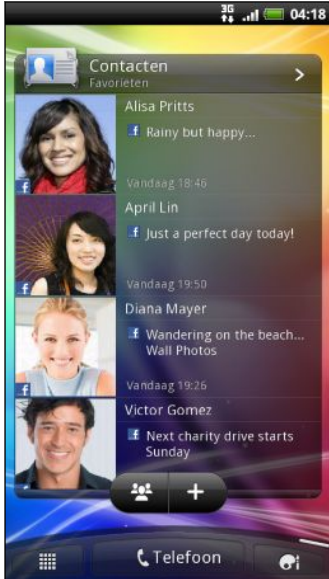 3G
04:18
Contacten
Favorieten
Alisa Pritts
f Rainy but happy...
Vandaag 18:46
April Lin
f Just a perfect day today!
Vandaag 19:50
Diana Mayer
f Wandering on the beach...
Wall Photos
Vandaag 19:26
Victor Gomez
f Next charity drive starts
Sunday
Telefoon